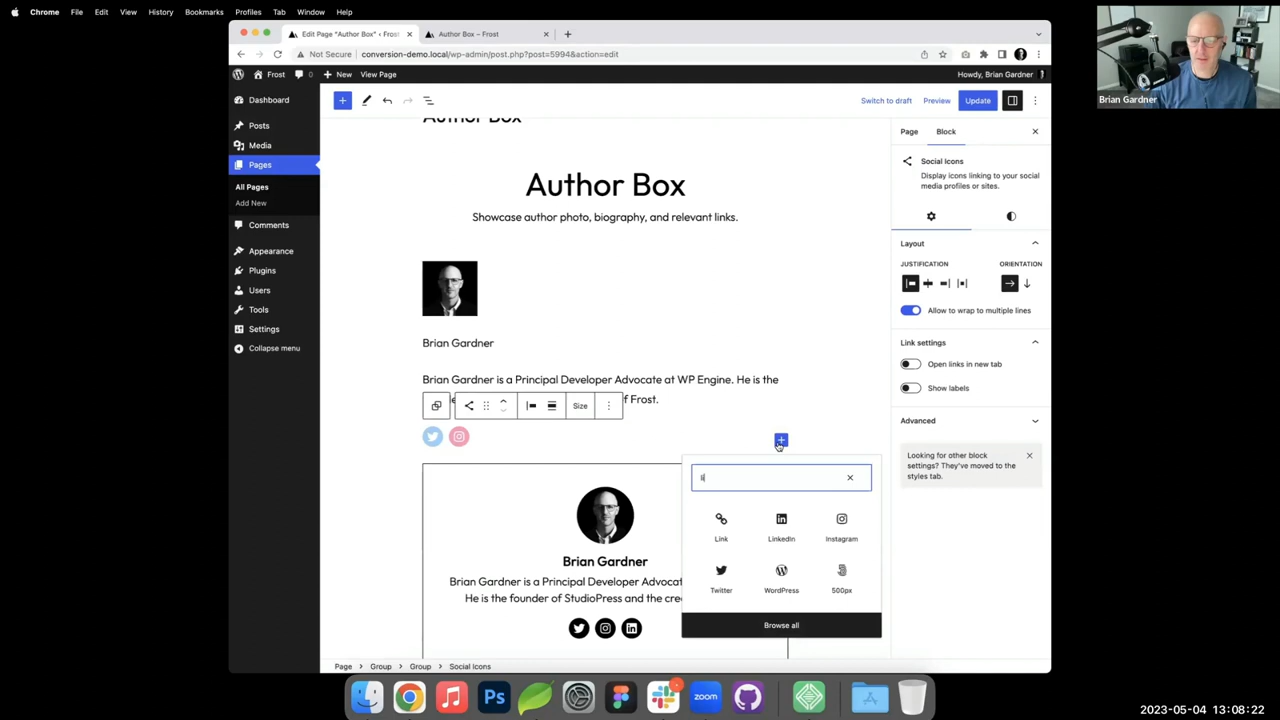 Chrome File Edit View History Bookmarks Profiles Tab Window Help
Edit Page "Author Box" ‹ Frost
Author Box – Frost
Not Secure conversion-demo.local/wp-admin/post.php?post=5994&action=edit
Frost 0 New View Page Howdy, Brian Gardner
Brian Gardner
Dashboard
Posts
Media
Pages
All Pages
Add New
Comments
Appearance
Plugins
Users
Tools
Settings
Collapse menu
Switch to draft Preview Update
Author Box
Author Box
Showcase author photo, biography, and relevant links.
Brian Gardner
Brian Gardner is a Principal Developer Advocate at WP Engine. He is the
f Frost.
Size
li
Link LinkedIn Instagram
Twitter WordPress 500px
Browse all
Brian Gardner
Brian Gardner is a Principal Developer Advocat
He is the founder of StudioPress and the cre
Page Block
Social Icons
Display icons linking to your social
media profiles or sites.
Layout
JUSTIFICATION ORIENTATION
Allow to wrap to multiple lines
Link settings
Open links in new tab
Show labels
Advanced
Looking for other block
settings? They've moved to the
styles tab.
Page Group Group Social Icons
Ps
zoom
2023-05-04 13:08:22